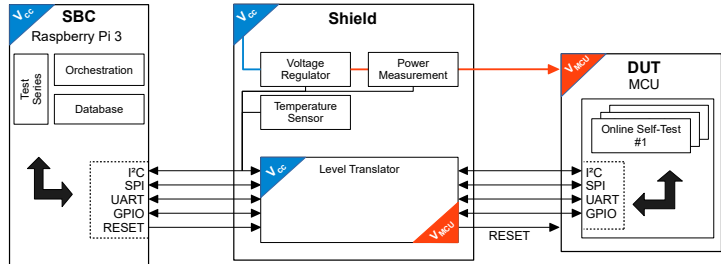 VCC
SBC
Raspberry Pi 3
Test
Series
Orchestration
Database
I²C
SPI
UART
GPIO
RESET
VCC
Shield
Voltage
Regulator
Power
Measurement
Temperature
Sensor
VCC
Level Translator
VMCU
RESET
VMCU
DUT
MCU
Online Self-Test
#1
I²C
SPI
UART
GPIO